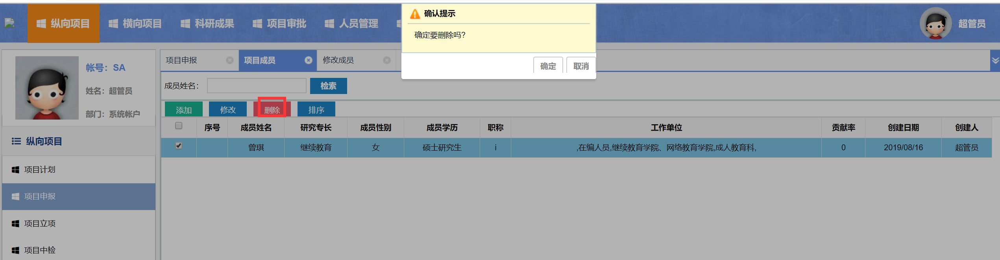 纵向项目 横向项目 科研成果 项目审批 人员管理
超管员
确认提示
确定要删除吗?
确定 取消
帐号: SA
姓名: 超管员
部门: 系统帐户
纵向项目
项目计划
项目申报
项目立项
项目中检
项目申报 项目成员 修改成员
成员姓名: 检索
添加 修改 删除 排序
序号 成员姓名 研究专长 成员性别 成员学历 职称 工作单位 贡献率 创建日期 创建人
曾琪 继续教育 女 硕士研究生 i ,在编人员,继续教育学院、网络教育学院,成人教育科, 0 2019/08/16 超管员